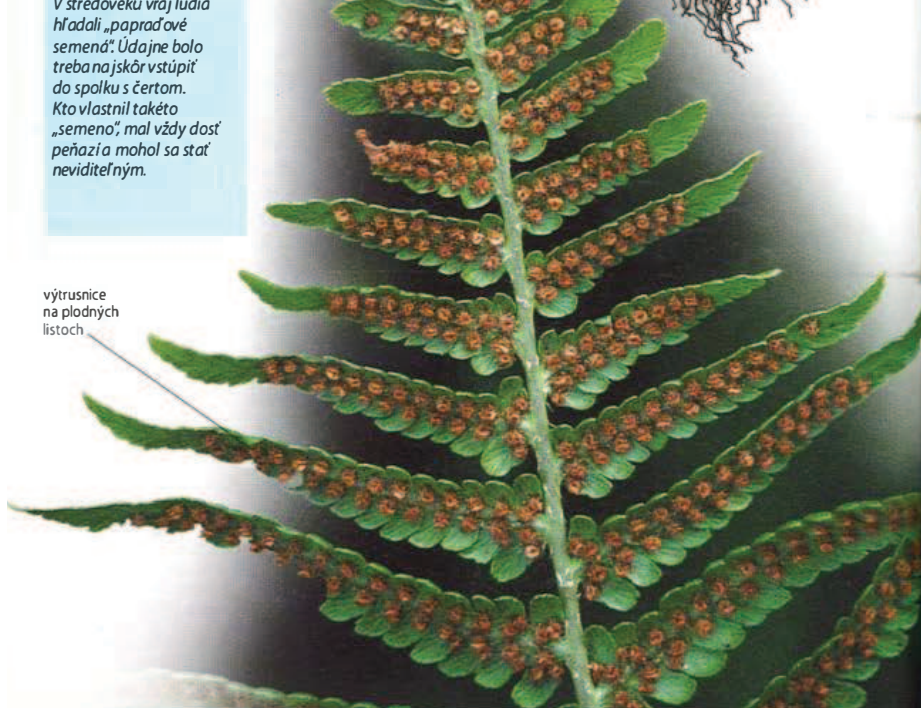 V stredoveku vraj ľudia
hľadali „papraďové
semená“. Údajne bolo
treba najskôr vstúpiť
do spolku s čertom.
Kto vlastnil takéto
„semeno“, mal vždy dosť
peňazí a mohol sa stať
neviditeľným.
výtrusnice
na plodných
listoch